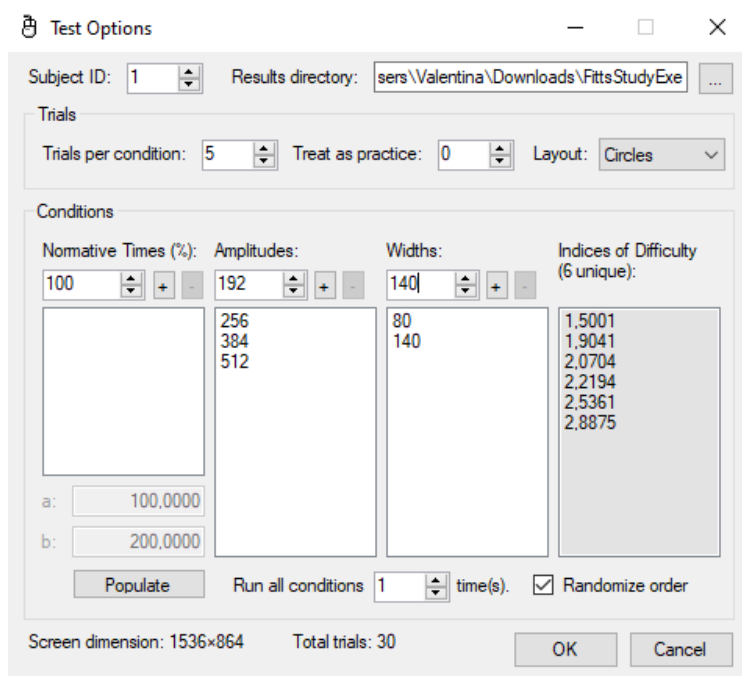 Test Options
Subject ID: 1 Results directory: sers\Valentina\Downloads\FittsStudyExe ...
Trials
Trials per condition: 5 Treat as practice: 0 Layout: Circles
Conditions
Normative Times (%): Amplitudes: Widths: Indices of Difficulty
(6 unique):
100 + - 192 + - 140 + -
256 80 1,5001
384 140 1,9041
512 2,0704
2,2194
2,5361
2,8875
a: 100,0000
b: 200,0000
Populate Run all conditions 1 time(s). Randomize order
Screen dimension: 1536×864 Total trials: 30 OK Cancel